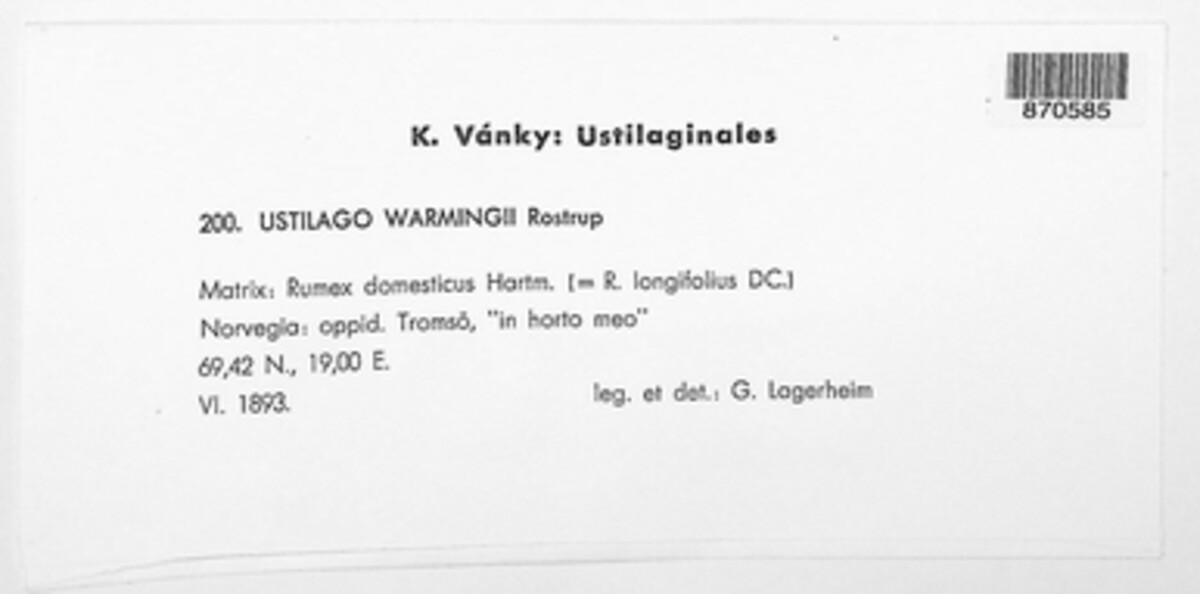 870585
K. Vánky: Ustilaginales
200. USTILAGO WARMINGII Rostrup
Matrix: Rumex domesticus Hartm. [= R. longifolius DC.]
Norvegia: oppid. Tromsö, "in horto meo"
69,42 N., 19,00 E.
VI. 1893.
leg. et det.: G. Lagerheim